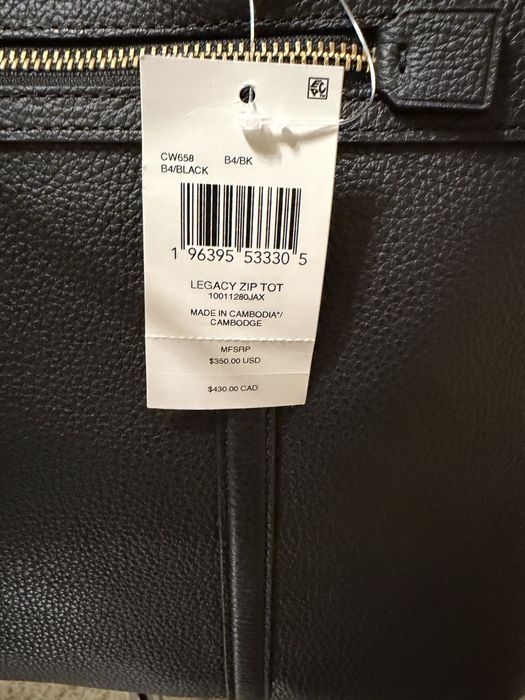 CW658 B4/BK
B4/BLACK
1 96395 53330 5
LEGACY ZIP TOT
10011280JAX
MADE IN CAMBODIA*/
CAMBODGE
MFSRP
$350.00 USD
$430.00 CAD